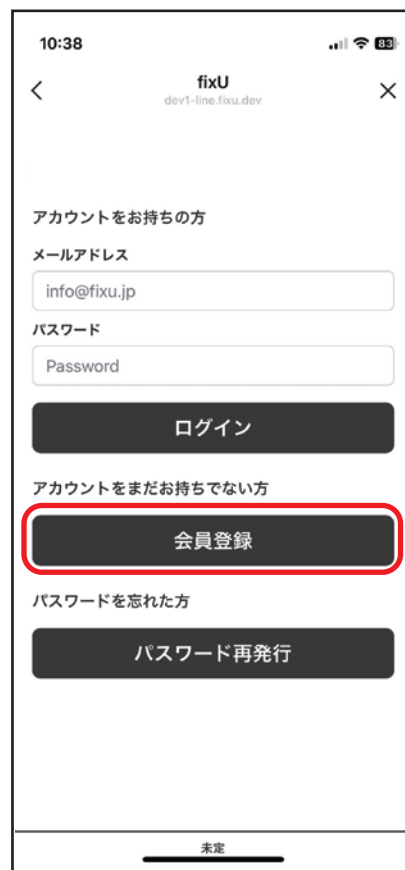 10:38
83
fixU
dev1-line.fixu.dev
アカウントをお持ちの方
メールアドレス
info@fixu.jp
パスワード
Password
ログイン
アカウントをまだお持ちでない方
会員登録
パスワードを忘れた方
パスワード再発行
未定